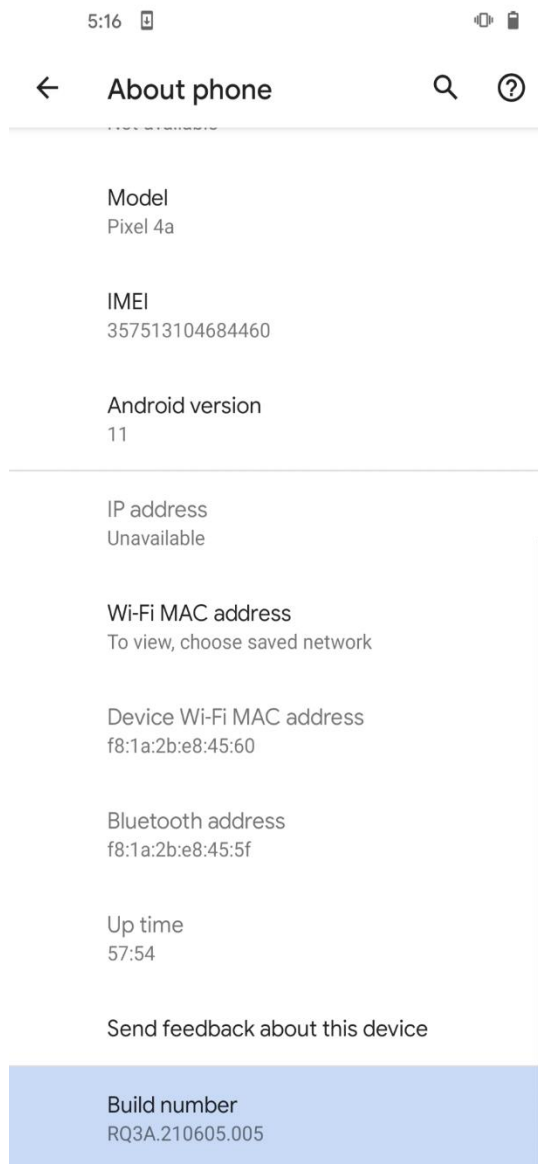 5:16
About phone
Model
Pixel 4a
IMEI
357513104684460
Android version
11
IP address
Unavailable
Wi-Fi MAC address
To view, choose saved network
Device Wi-Fi MAC address
f8:1a:2b:e8:45:60
Bluetooth address
f8:1a:2b:e8:45:5f
Up time
57:54
Send feedback about this device
Build number
RQ3A.210605.005